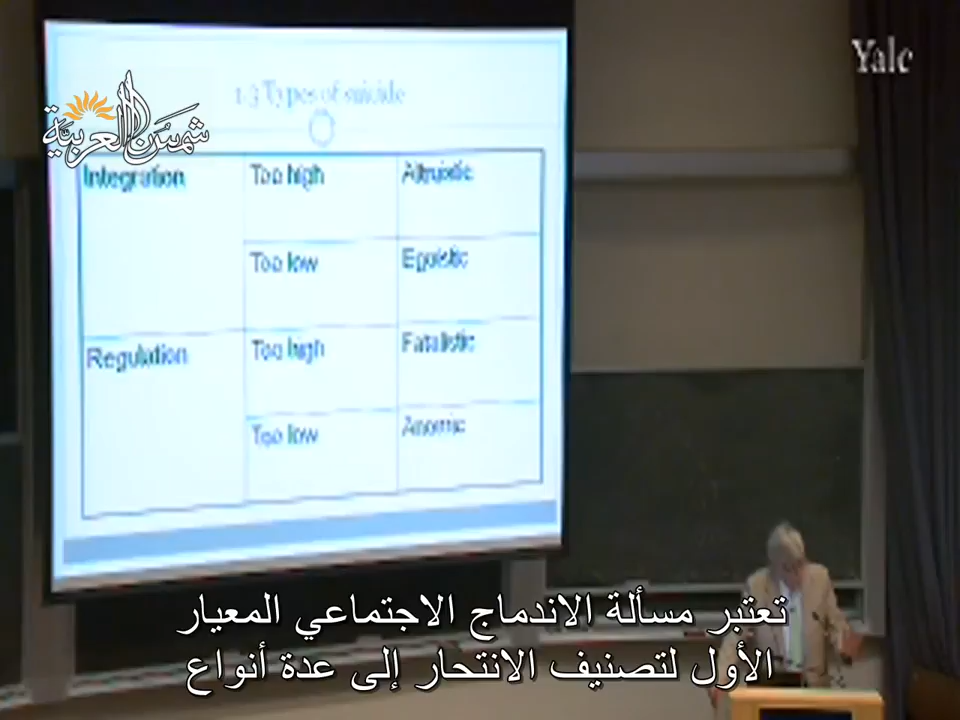 Yale
1.3 Types of suicide
شمس العربية
Integration Too high Altruistic
Too low Egoistic
Regulation Too high Fatalistic
Too low Anomic
تعتبر مسألة الاندماج الاجتماعي المعيار
الأول لتصنيف الانتحار إلى عدة أنواع